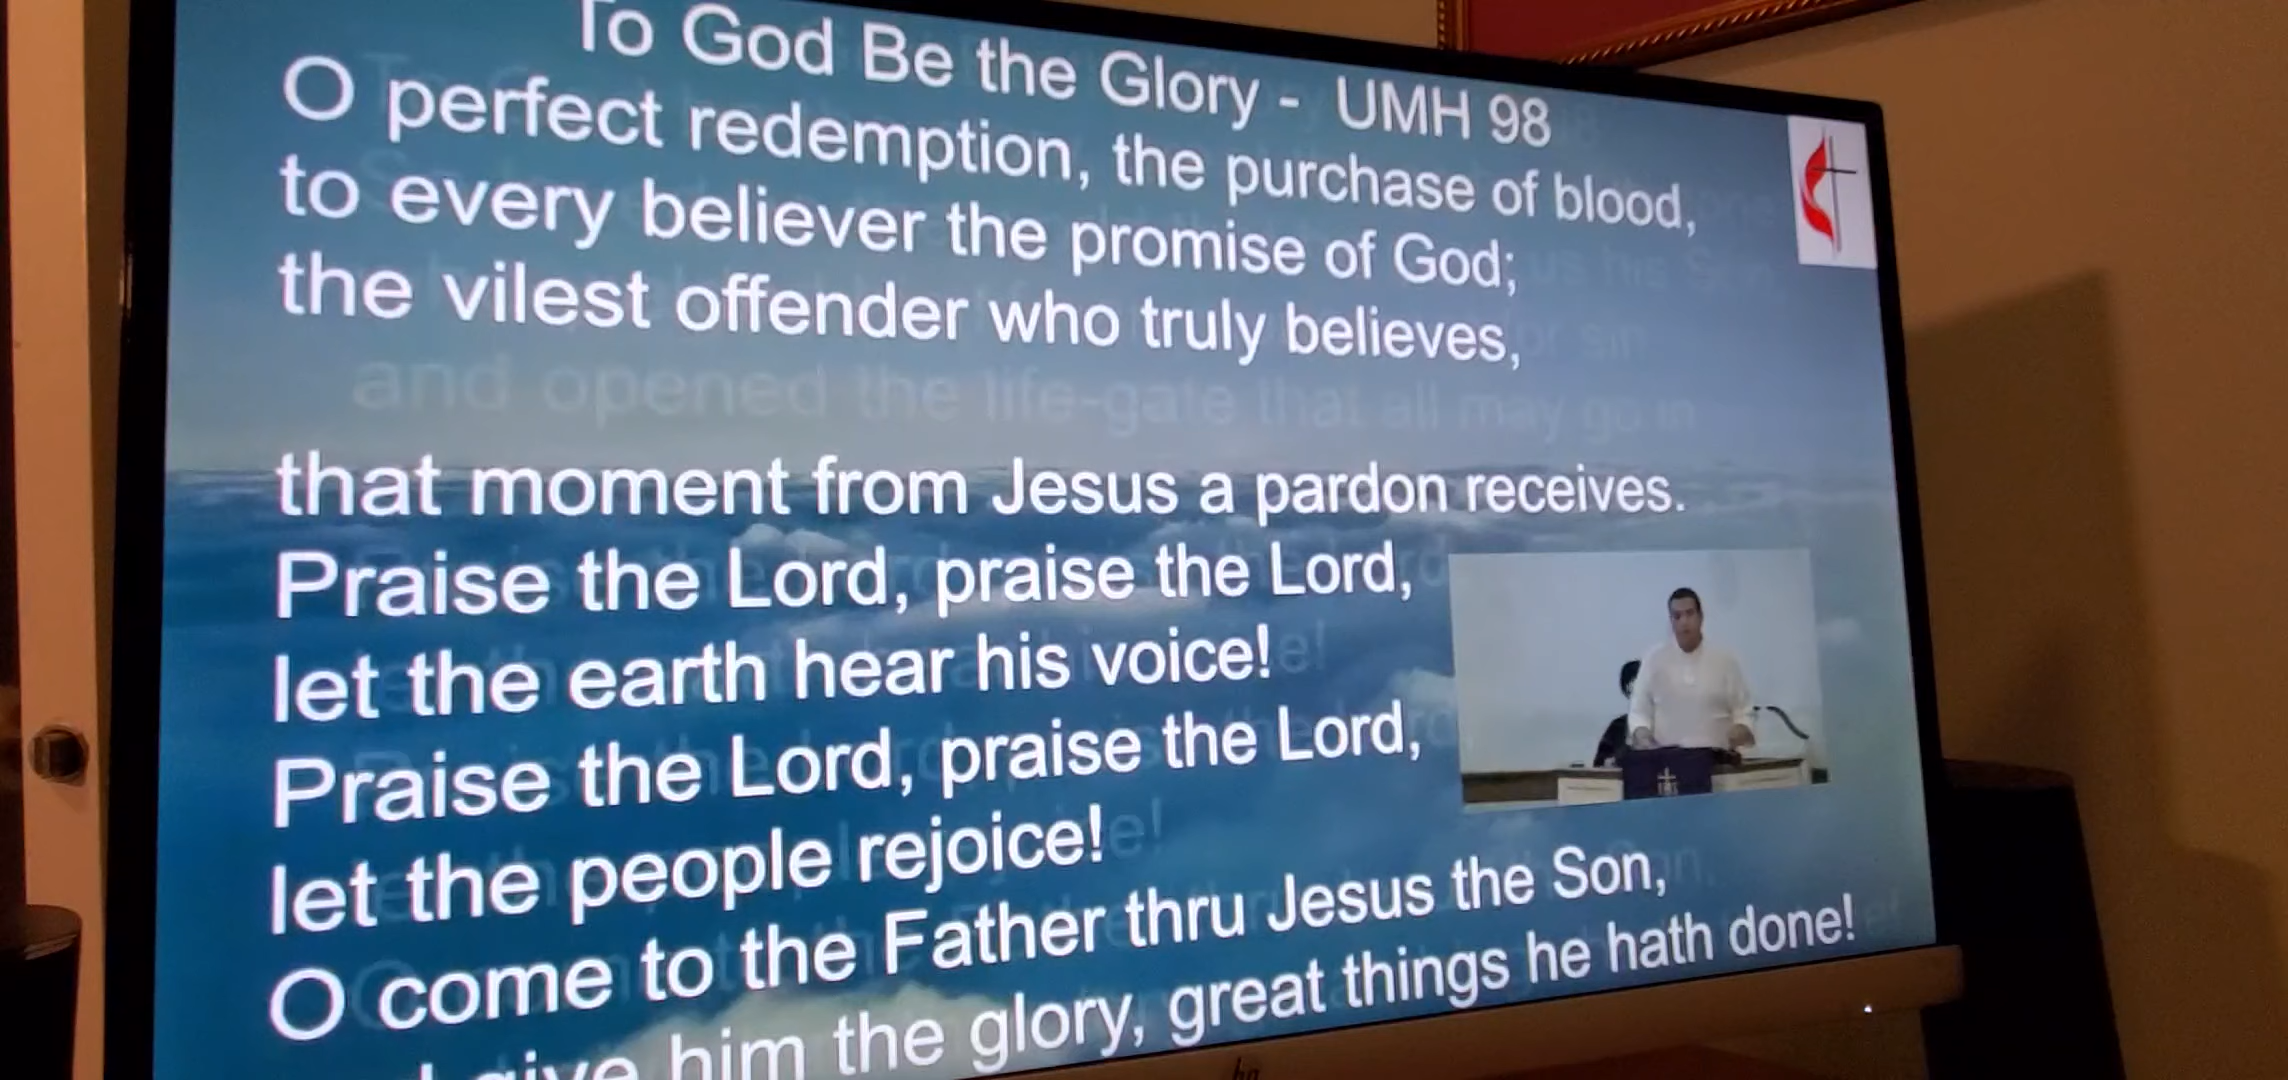 To God Be the Glory - UMH 98
O perfect redemption, the purchase of blood,
to every believer the promise of God;
the vilest offender who truly believes,
and opened the life-gate that all may go in
that moment from Jesus a pardon receives.
Praise the Lord, praise the Lord,
let the earth hear his voice!
Praise the Lord, praise the Lord,
let the people rejoice!
O come to the Father thru Jesus the Son,
give him the glory, great things he hath done!
hp